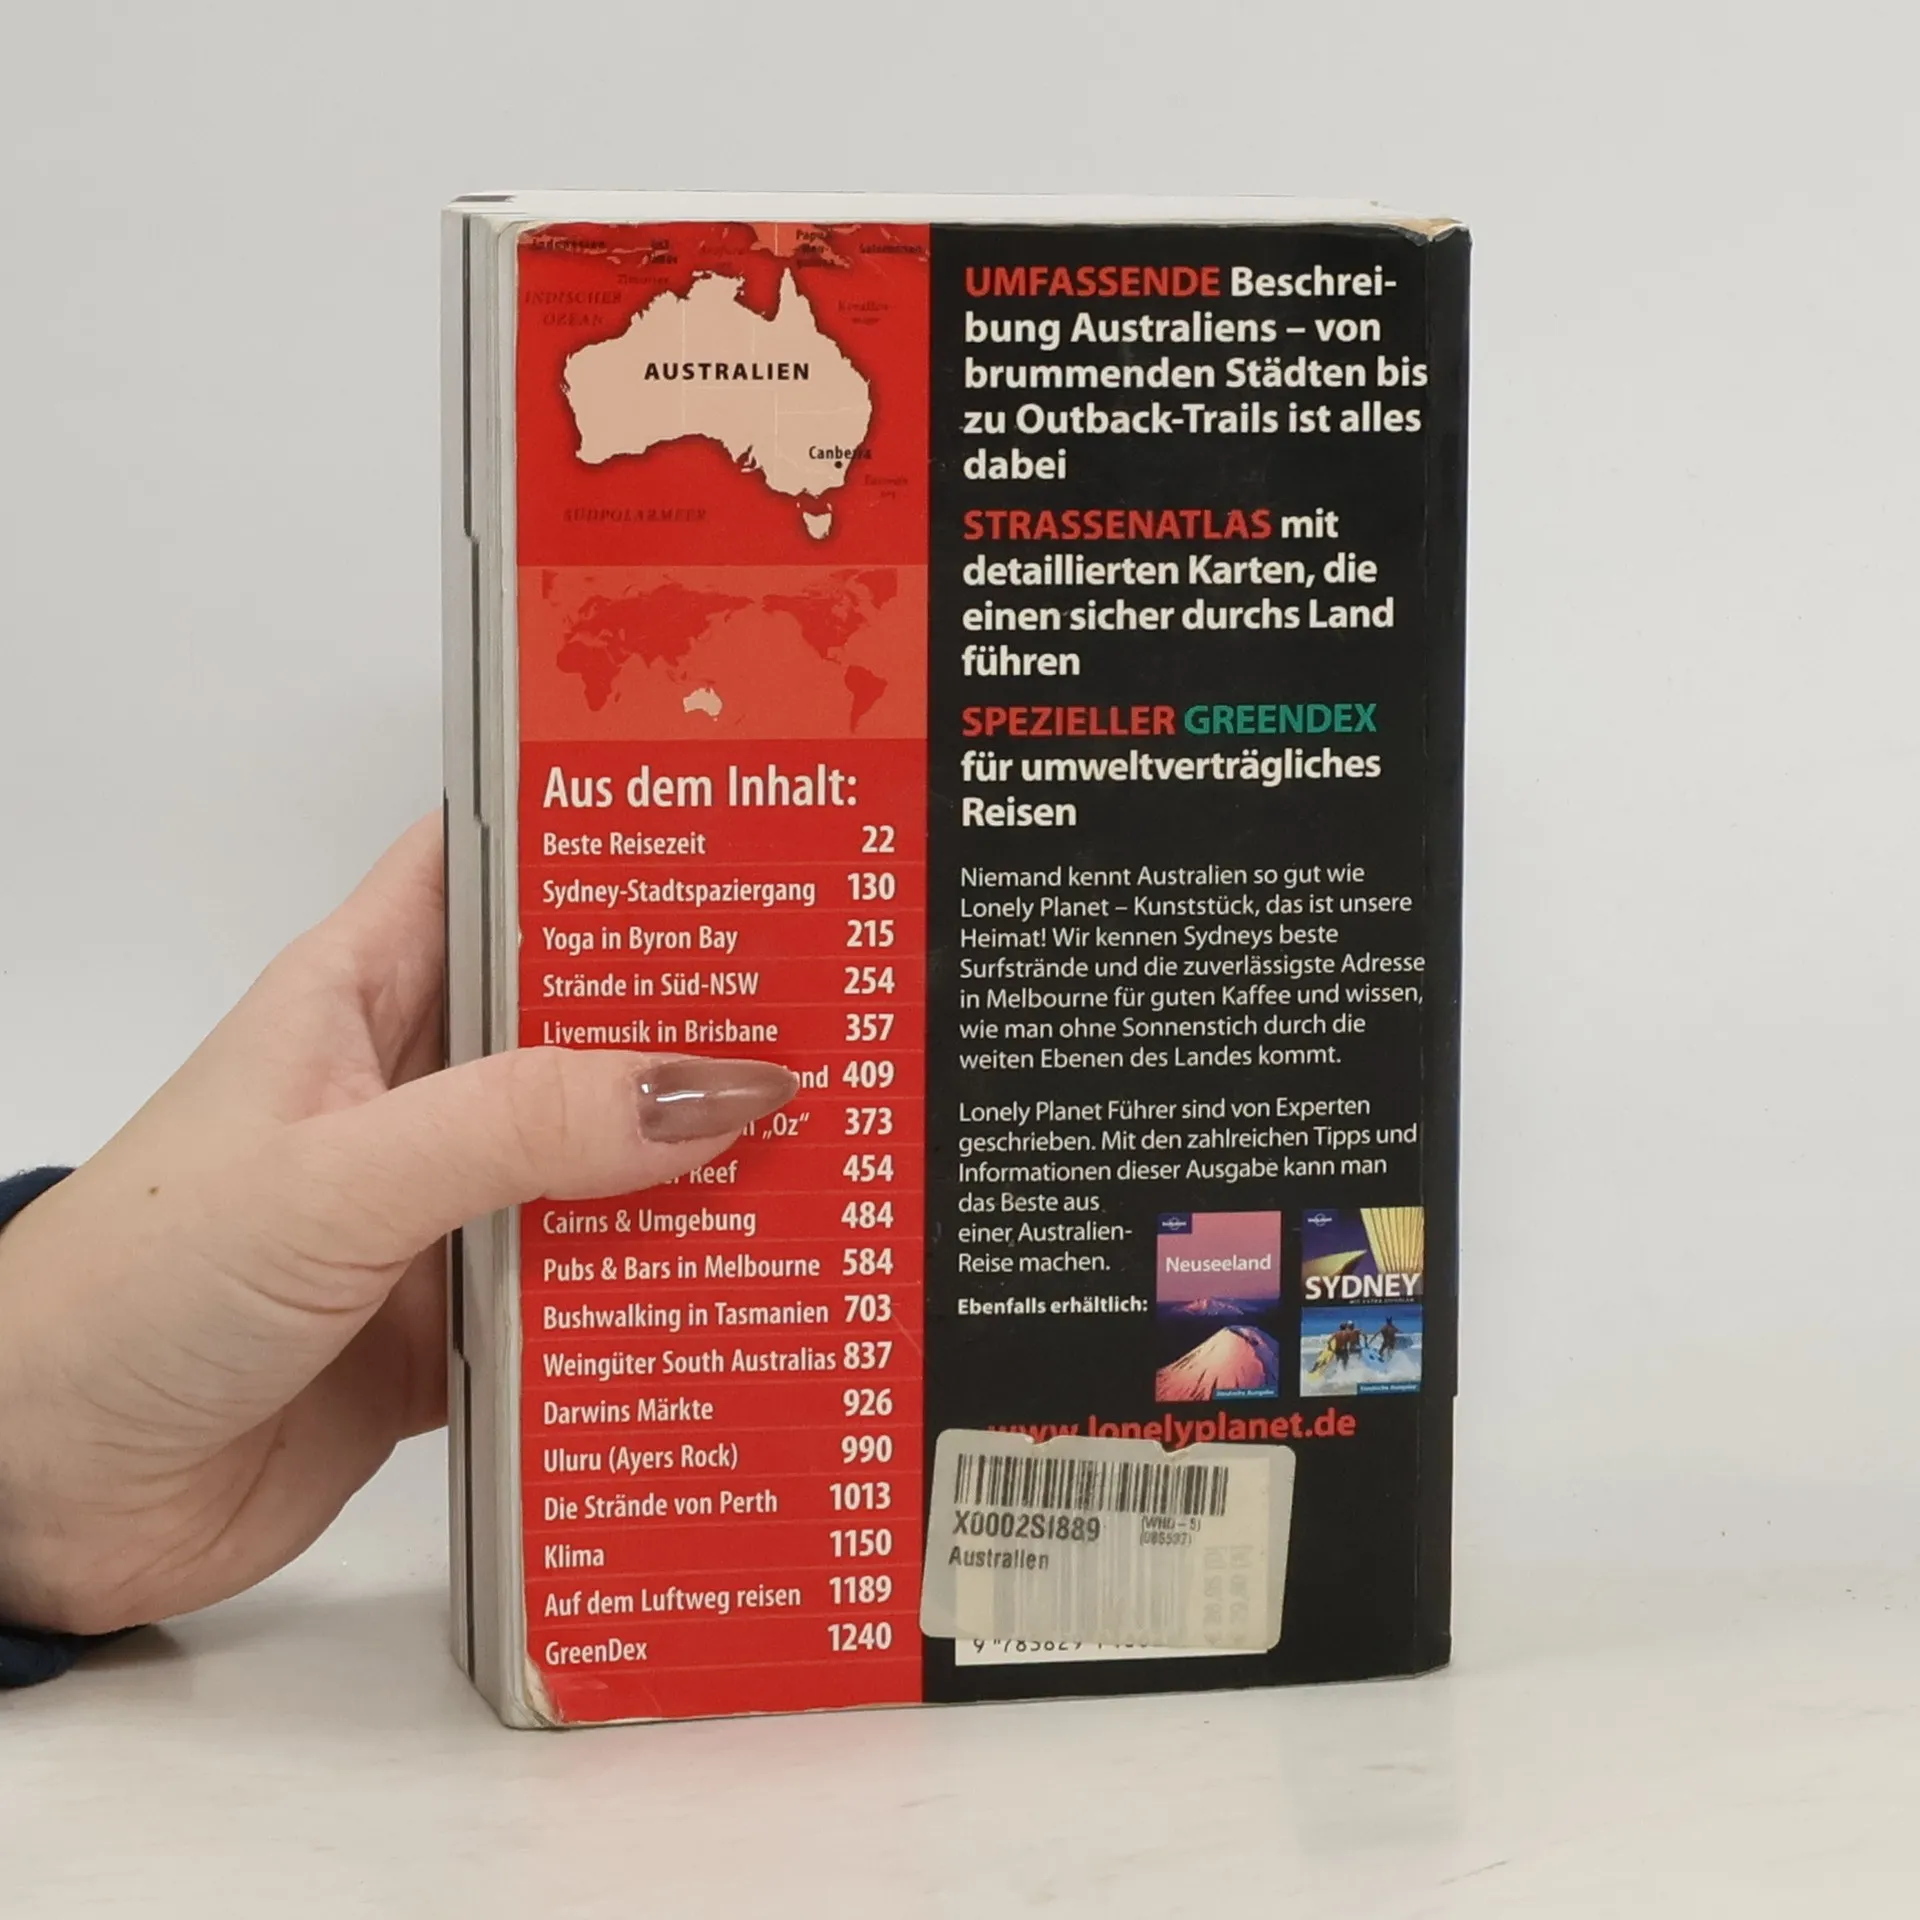 INDISCHER
OZEAN
AUSTRALIEN
Canberra
SÜDPOLARMEER
Aus dem Inhalt:
Beste Reisezeit 22
Sydney-Stadtspaziergang 130
Yoga in Byron Bay 215
Strände in Süd-NSW 254
Livemusik in Brisbane 357
409
„Oz“ 373
Reef 454
Cairns & Umgebung 484
Pubs & Bars in Melbourne 584
Bushwalking in Tasmanien 703
Weingüter South Australias 837
Darwins Märkte 926
Uluru (Ayers Rock) 990
Die Strände von Perth 1013
Klima 1150
Auf dem Luftweg reisen 1189
GreenDex 1240
UMFASSENDE Beschrei-
bung Australiens – von
brummenden Städten bis
zu Outback-Trails ist alles
dabei
STRASSENATLAS mit
detaillierten Karten, die
einen sicher durchs Land
führen
SPEZIELLER GREENDEX
für umweltverträgliches
Reisen
Niemand kennt Australien so gut wie
Lonely Planet – Kunststück, das ist unsere
Heimat! Wir kennen Sydneys beste
Surfstrände und die zuverlässigste Adresse
in Melbourne für guten Kaffee und wissen,
wie man ohne Sonnenstich durch die
weiten Ebenen des Landes kommt.
Lonely Planet Führer sind von Experten
geschrieben. Mit den zahlreichen Tipps und
Informationen dieser Ausgabe kann man
das Beste aus
einer Australien-
Reise machen.
Ebenfalls erhältlich:
Neuseeland
Deutsche Ausgabe
SYDNEY
Deutsche Ausgabe
www.lonelyplanet.de
X0002SI889
Australien